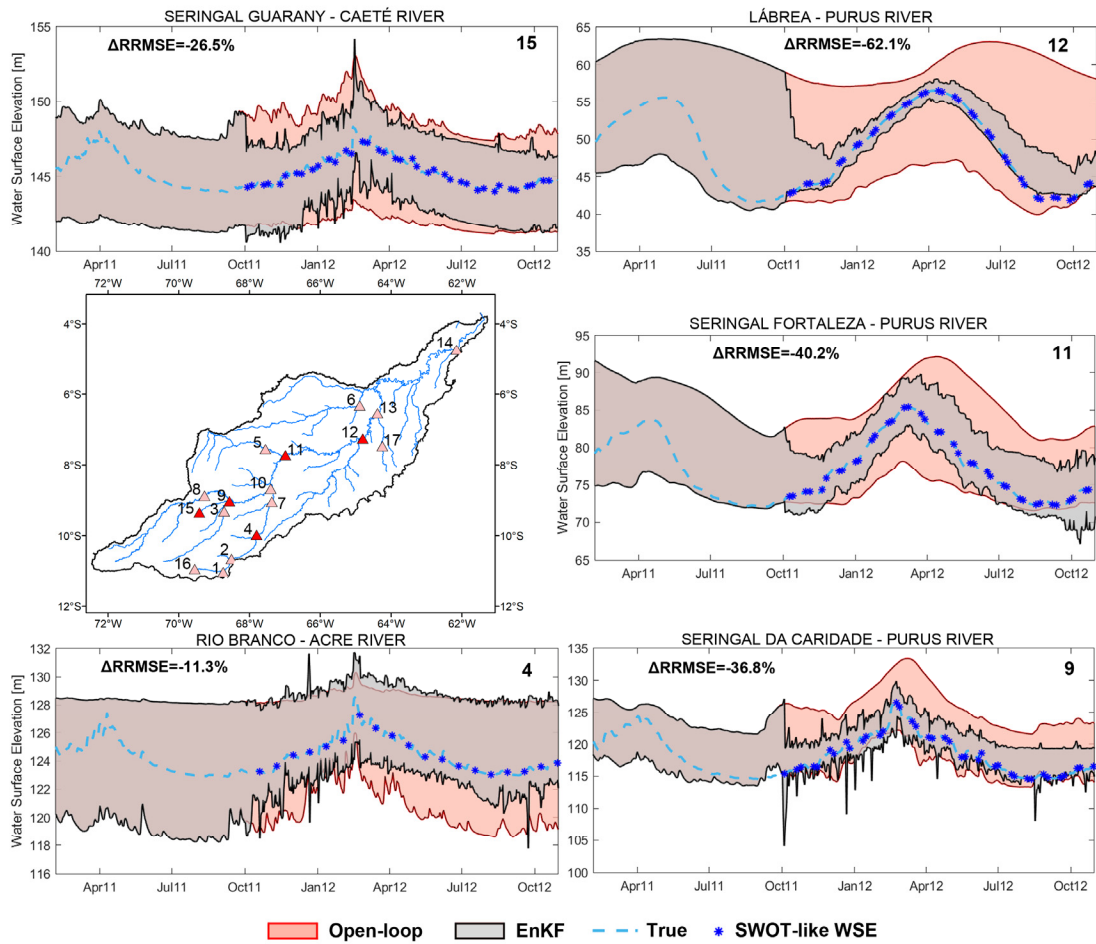 SERINGAL GUARANY - CAETÉ RIVER
ΔRRMSE=-26.5%
15
Water Surface Elevation [m]
155
150
145
140
Apr11 Jul11 Oct11 Jan12 Apr12 Jul12 Oct12
LÁBREA - PURUS RIVER
ΔRRMSE=-62.1%
12
65
60
55
50
45
40
35
Apr11 Jul11 Oct11 Jan12 Apr12 Jul12 Oct12
72°W 70°W 68°W 66°W 64°W 62°W
4°S
6°S
8°S
10°S
12°S
4°S
6°S
8°S
10°S
12°S
14
6
13
12
17
5
11
10
7
8
9
3
15
4
2
16
1
72°W 70°W 68°W 66°W 64°W 62°W
SERINGAL FORTALEZA - PURUS RIVER
ΔRRMSE=-40.2%
11
Water Surface Elevation [m]
95
90
85
80
75
70
65
Apr11 Jul11 Oct11 Jan12 Apr12 Jul12 Oct12
RIO BRANCO - ACRE RIVER
ΔRRMSE=-11.3%
4
Water Surface Elevation [m]
132
130
128
126
124
122
120
118
116
Apr11 Jul11 Oct11 Jan12 Apr12 Jul12 Oct12
SERINGAL DA CARIDADE - PURUS RIVER
ΔRRMSE=-36.8%
9
135
130
125
120
115
110
105
100
Apr11 Jul11 Oct11 Jan12 Apr12 Jul12 Oct12
Open-loop EnKF True SWOT-like WSE